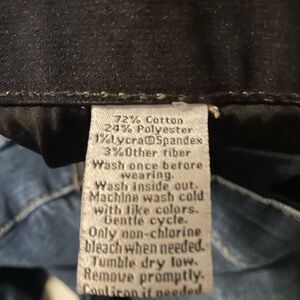 72% Cotton
24% Polyester
1%Lycra®Spandex
3%Other fiber
Wash once before
wearing.
Wash inside out.
Machine wash cold
with like colors.
Gentle cycle.
Only non-chlorine
bleach when needed.
Tumble dry low.
Remove promptly.
Cool iron if needed